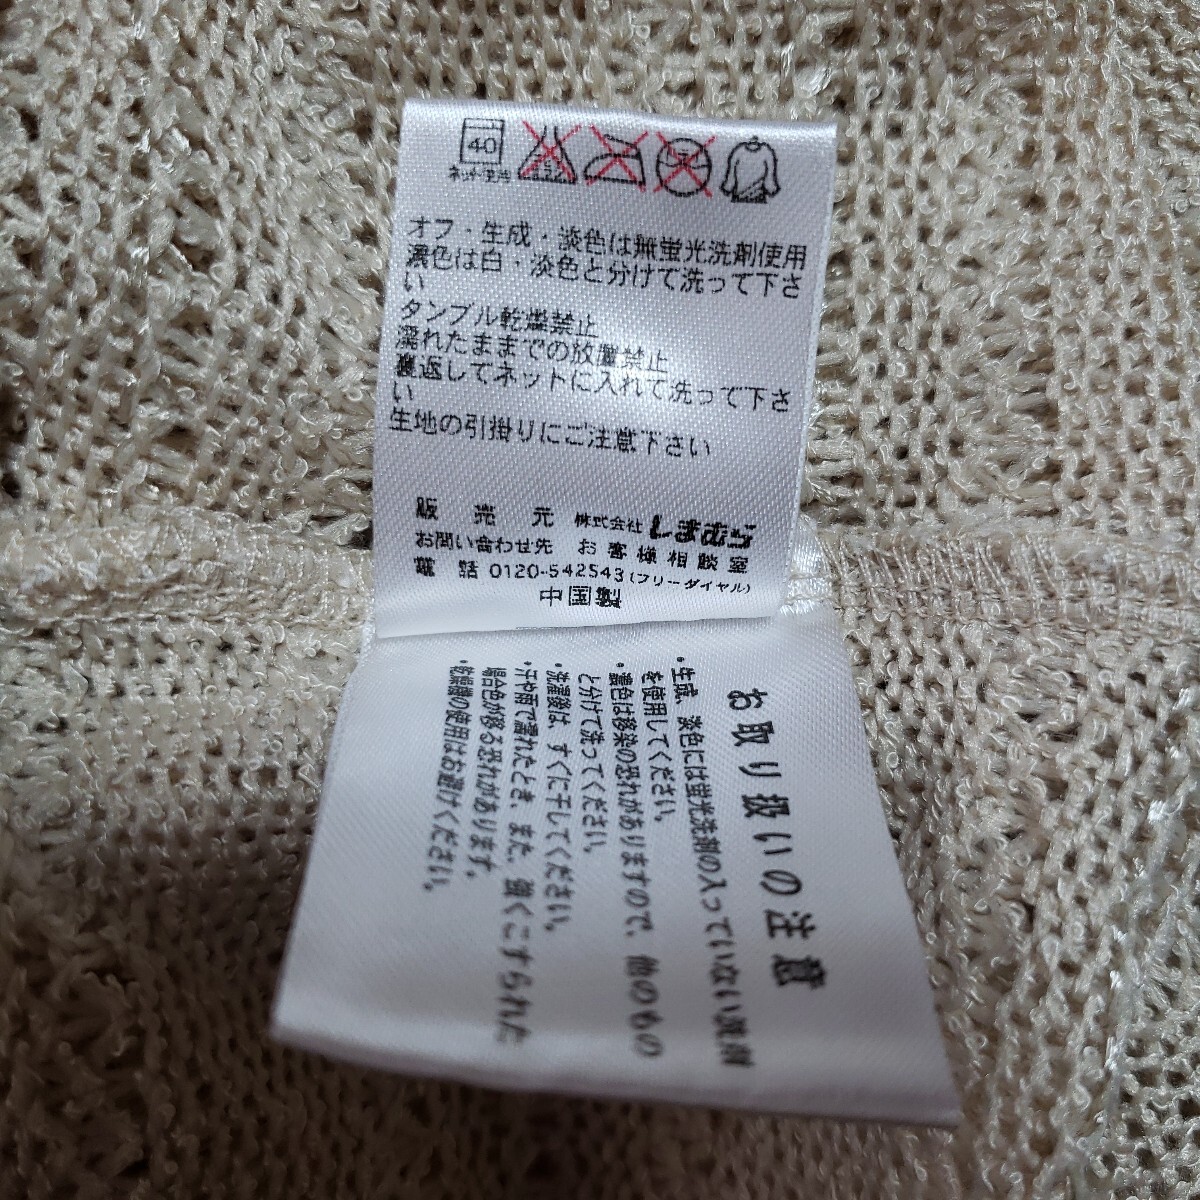 40
ネット使用
オフ・生成・淡色は無蛍光洗剤使用
濃色は白・淡色と分けて洗って下さ
い
タンブル乾燥禁止
濡れたままでの放置禁止
裏返してネットに入れて洗って下さ
い
生地の引掛りにご注意下さい
販売元 株式会社 しまむら
お問い合わせ先 お客様相談室
電話 0120-542543(フリーダイヤル)
中国製
お取り扱いの注意
・生成、淡色には蛍光洗剤の入っていない洗剤
を使用してください。
・濃色は移染の恐れがありますので、他のもの
と分けて洗ってください。
・洗濯後は、すぐに干してください。
・汗や雨で濡れたとき、また、強くこすられた
場合色が移る恐れがあります。
・乾燥機の使用はお避けください。